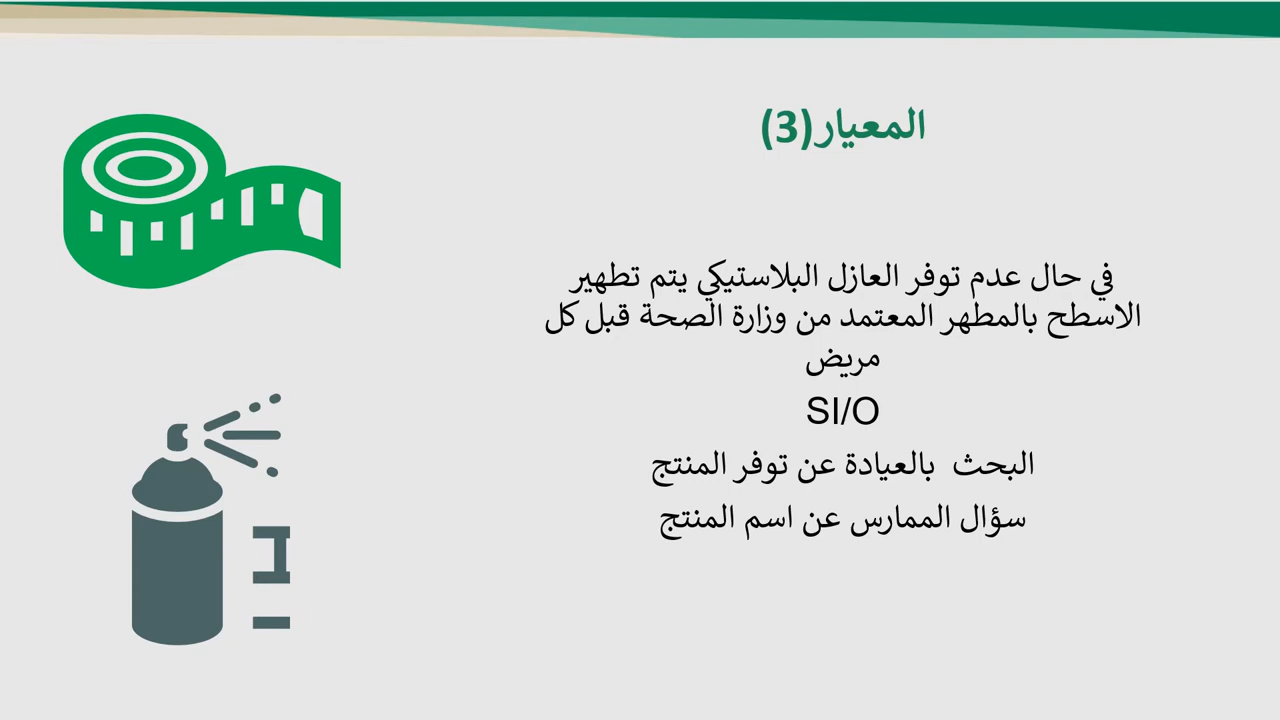 المعيار(3)
في حال عدم توفر العازل البلاستيكي يتم تطهير
الاسطح بالمطهر المعتمد من وزارة الصحة قبل كل
مريض
SI/O
البحث  بالعيادة عن توفر المنتج
سؤال الممارس عن اسم المنتج